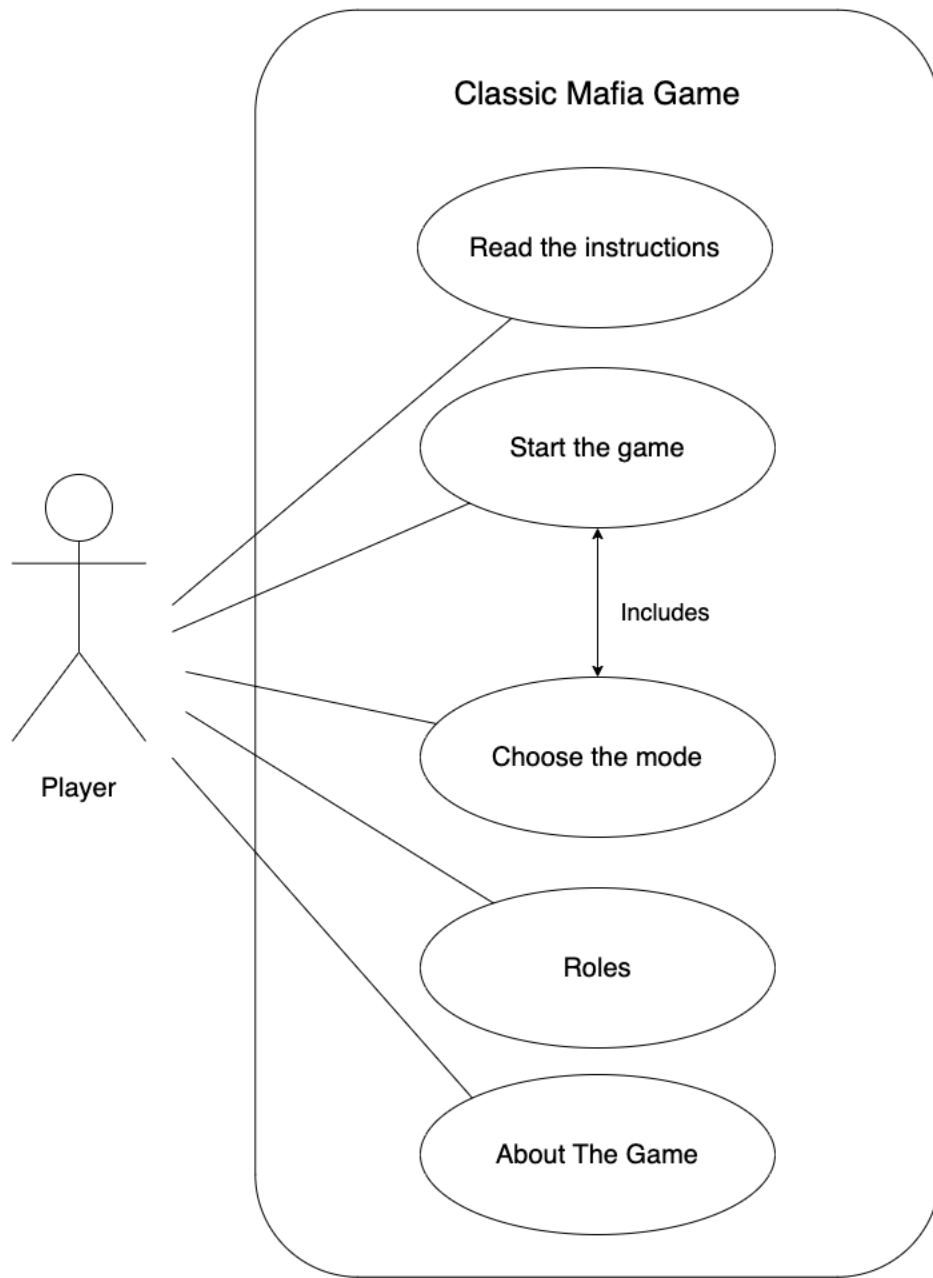 Classic Mafia Game
Read the instructions
Start the game
Includes
Choose the mode
Player
Roles
About The Game